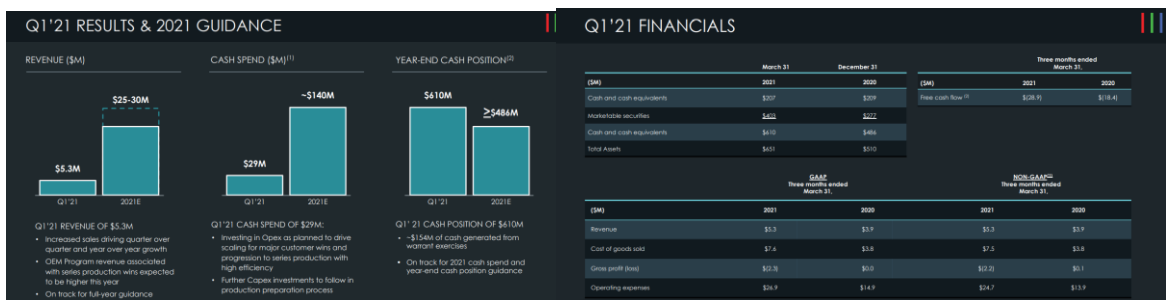 Q1'21 RESULTS & 2021 GUIDANCE
REVENUE ($M)
$25-30M
$5.3M
Q1'21 2021E
Q1'21 REVENUE OF $5.3M
• Increased sales driving quarter over
quarter and year over year growth
• OEM Program revenue associated
with series production wins expected
to be higher this year
• On track for full-year guidance
CASH SPEND ($M)(1)
~$140M
$29M
Q1'21 2021E
Q1'21 CASH SPEND OF $29M:
• Investing in Opex as planned to drive
scaling for major customer wins and
progression to series production with
high efficiency
• Further Capex investments to follow in
production preparation process
YEAR-END CASH POSITION(2)
$610M
≥$486M
Q1'21 2021E
Q1' 21 CASH POSITION OF $610M
• ~$154M of cash generated from
warrant exercises
• On track for 2021 cash spend and
year-end cash position guidance
Q1'21 FINANCIALS
March 31 December 31
($M) 2021 2020
Cash and cash equivalents $207 $209
Marketable securities $403 $277
Cash and cash equivalents $610 $486
Total Assets $651 $510
Three months ended
March 31,
($M) 2021 2020
Free cash flow $(28.9) $(18.4)
GAAP
Three months ended
March 31,
NON-GAAP
Three months ended
March 31,
($M) 2021 2020 2021 2020
Revenue $5.3 $3.9 $5.3 $3.9
Cost of goods sold $7.6 $3.8 $7.5 $3.8
Gross profit (loss) $(2.3) $0.0 $(2.2) $0.1
Operating expenses $26.9 $14.9 $24.7 $13.9